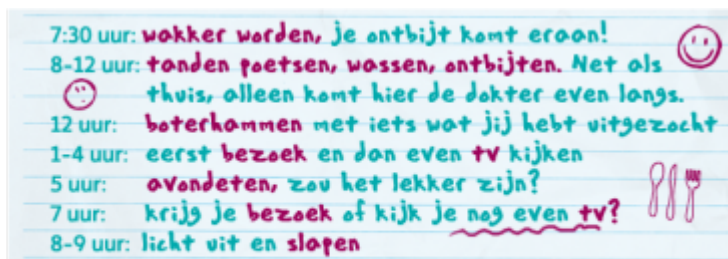 7:30 uur: wakker worden, je ontbijt komt eraan!
8-12 uur: tanden poetsen, wassen, ontbijten. Net als
thuis, alleen komt hier de dokter even langs.
12 uur: boterhammen met iets wat jij hebt uitgezocht
1-4 uur: eerst bezoek en dan even tv kijken
5 uur: avondeten, zou het lekker zijn?
7 uur: krijg je bezoek of kijk je nog even tv?
8-9 uur: licht uit en slapen